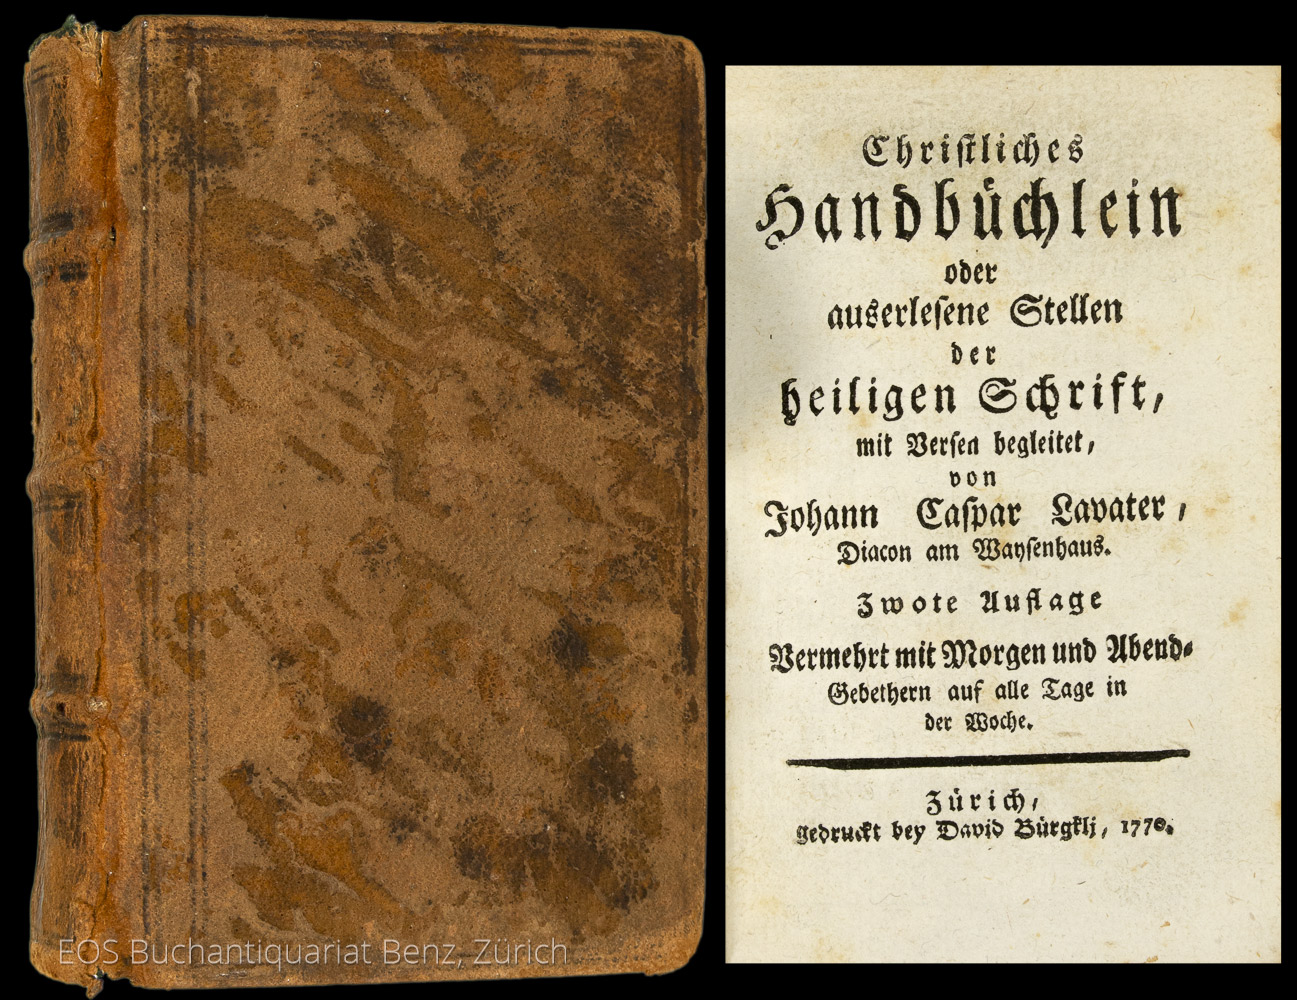 Christliches
Handbüchlein
oder
auserlesene Stellen
der
heiligen Schrift,
mit Versen begleitet,
von
Johann Caspar Lavater,
Diacon am Waysenhaus.
Zwote Auflage
Vermehrt mit Morgen und Abend-
Gebethern auf alle Tage in
der Woche.
Zürich,
gedruckt bey David Bürgklj, 1770.
EOS Buchantiquariat Benz, Zürich